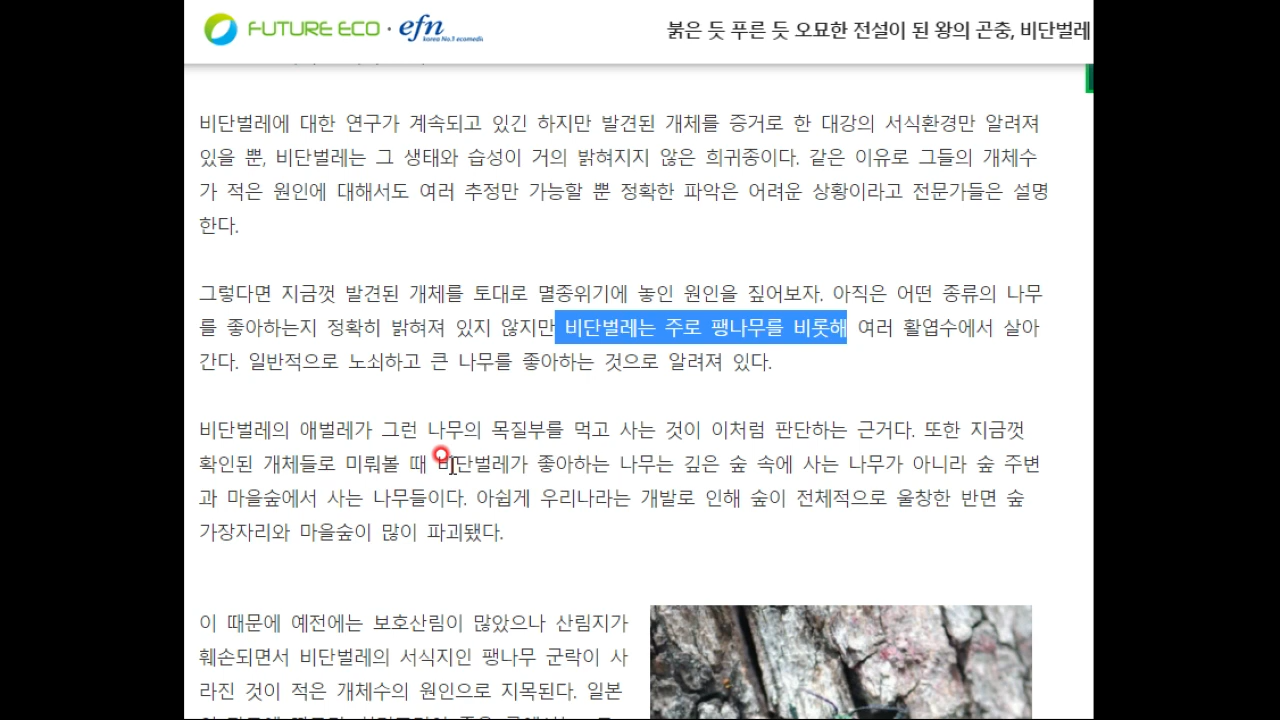 FUTURE ECO · efn
korea No.1 ecomedia
붉은 듯 푸른 듯 오묘한 전설이 된 왕의 곤충, 비단벌레
비단벌레에 대한 연구가 계속되고 있긴 하지만 발견된 개체를 증거로 한 대강의 서식환경만 알려져
있을 뿐, 비단벌레는 그 생태와 습성이 거의 밝혀지지 않은 희귀종이다. 같은 이유로 그들의 개체수
가 적은 원인에 대해서도 여러 추정만 가능할 뿐 정확한 파악은 어려운 상황이라고 전문가들은 설명
한다.
그렇다면 지금껏 발견된 개체를 토대로 멸종위기에 놓인 원인을 짚어보자. 아직은 어떤 종류의 나무
를 좋아하는지 정확히 밝혀져 있지 않지만 비단벌레는 주로 팽나무를 비롯해 여러 활엽수에서 살아
간다. 일반적으로 노쇠하고 큰 나무를 좋아하는 것으로 알려져 있다.
비단벌레의 애벌레가 그런 나무의 목질부를 먹고 사는 것이 이처럼 판단하는 근거다. 또한 지금껏
확인된 개체들로 미뤄볼 때 비단벌레가 좋아하는 나무는 깊은 숲 속에 사는 나무가 아니라 숲 주변
과 마을숲에서 사는 나무들이다. 아쉽게 우리나라는 개발로 인해 숲이 전체적으로 울창한 반면 숲
가장자리와 마을숲이 많이 파괴됐다.
이 때문에 예전에는 보호산림이 많았으나 산림지가
훼손되면서 비단벌레의 서식지인 팽나무 군락이 사
라진 것이 적은 개체수의 원인으로 지목된다. 일본